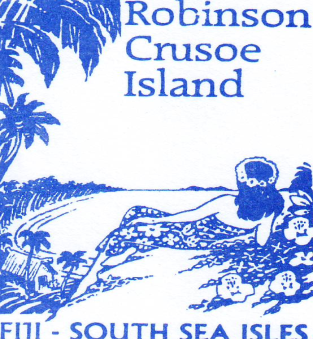 Robinson
Crusoe
Island
FIJI - SOUTH SEA ISLES